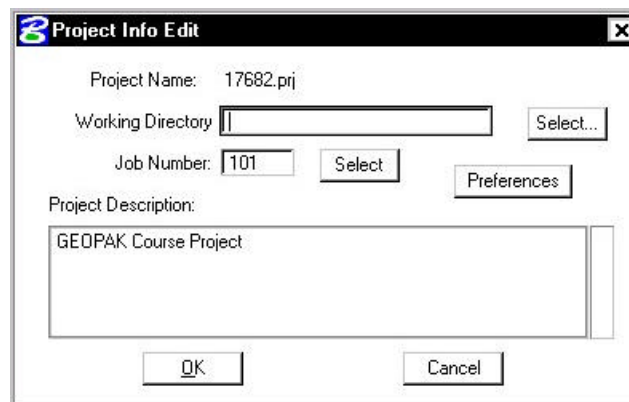 Project Info Edit
Project Name: 17682.prj
Working Directory Select...
Job Number: 101 Select
Preferences
Project Description:
GEOPAK Course Project
OK Cancel